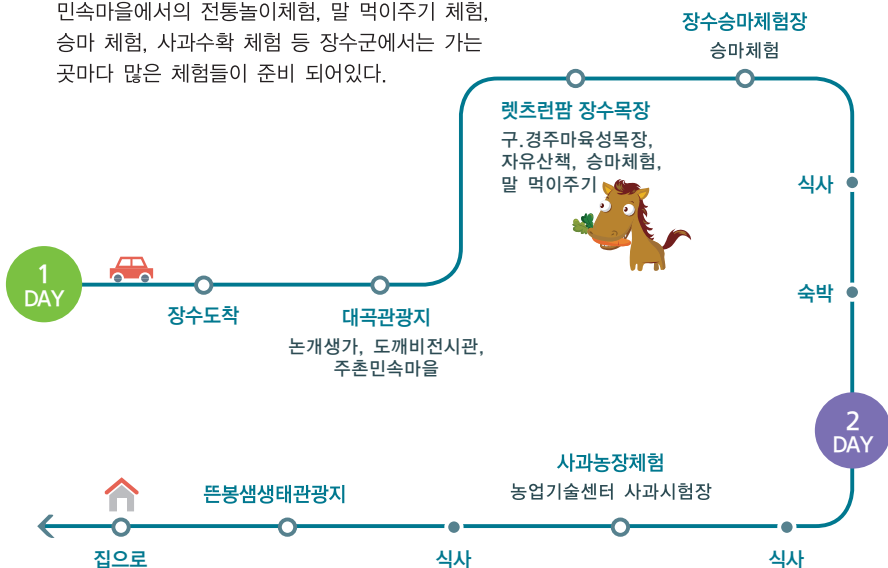 민속마을에서의 전통놀이체험, 말 먹이주기 체험,
승마 체험, 사과수확 체험 등 장수군에서는 가는
곳마다 많은 체험들이 준비 되어있다.
1
DAY
장수도착
대곡관광지
논개생가, 도깨비전시관,
주촌민속마을
렛츠런팜 장수목장
구.경주마육성목장,
자유산책, 승마체험,
말 먹이주기
장수승마체험장
승마체험
식사
숙박
2
DAY
식사
사과농장체험
농업기술센터 사과시험장
식사
뜬봉샘생태관광지
집으로